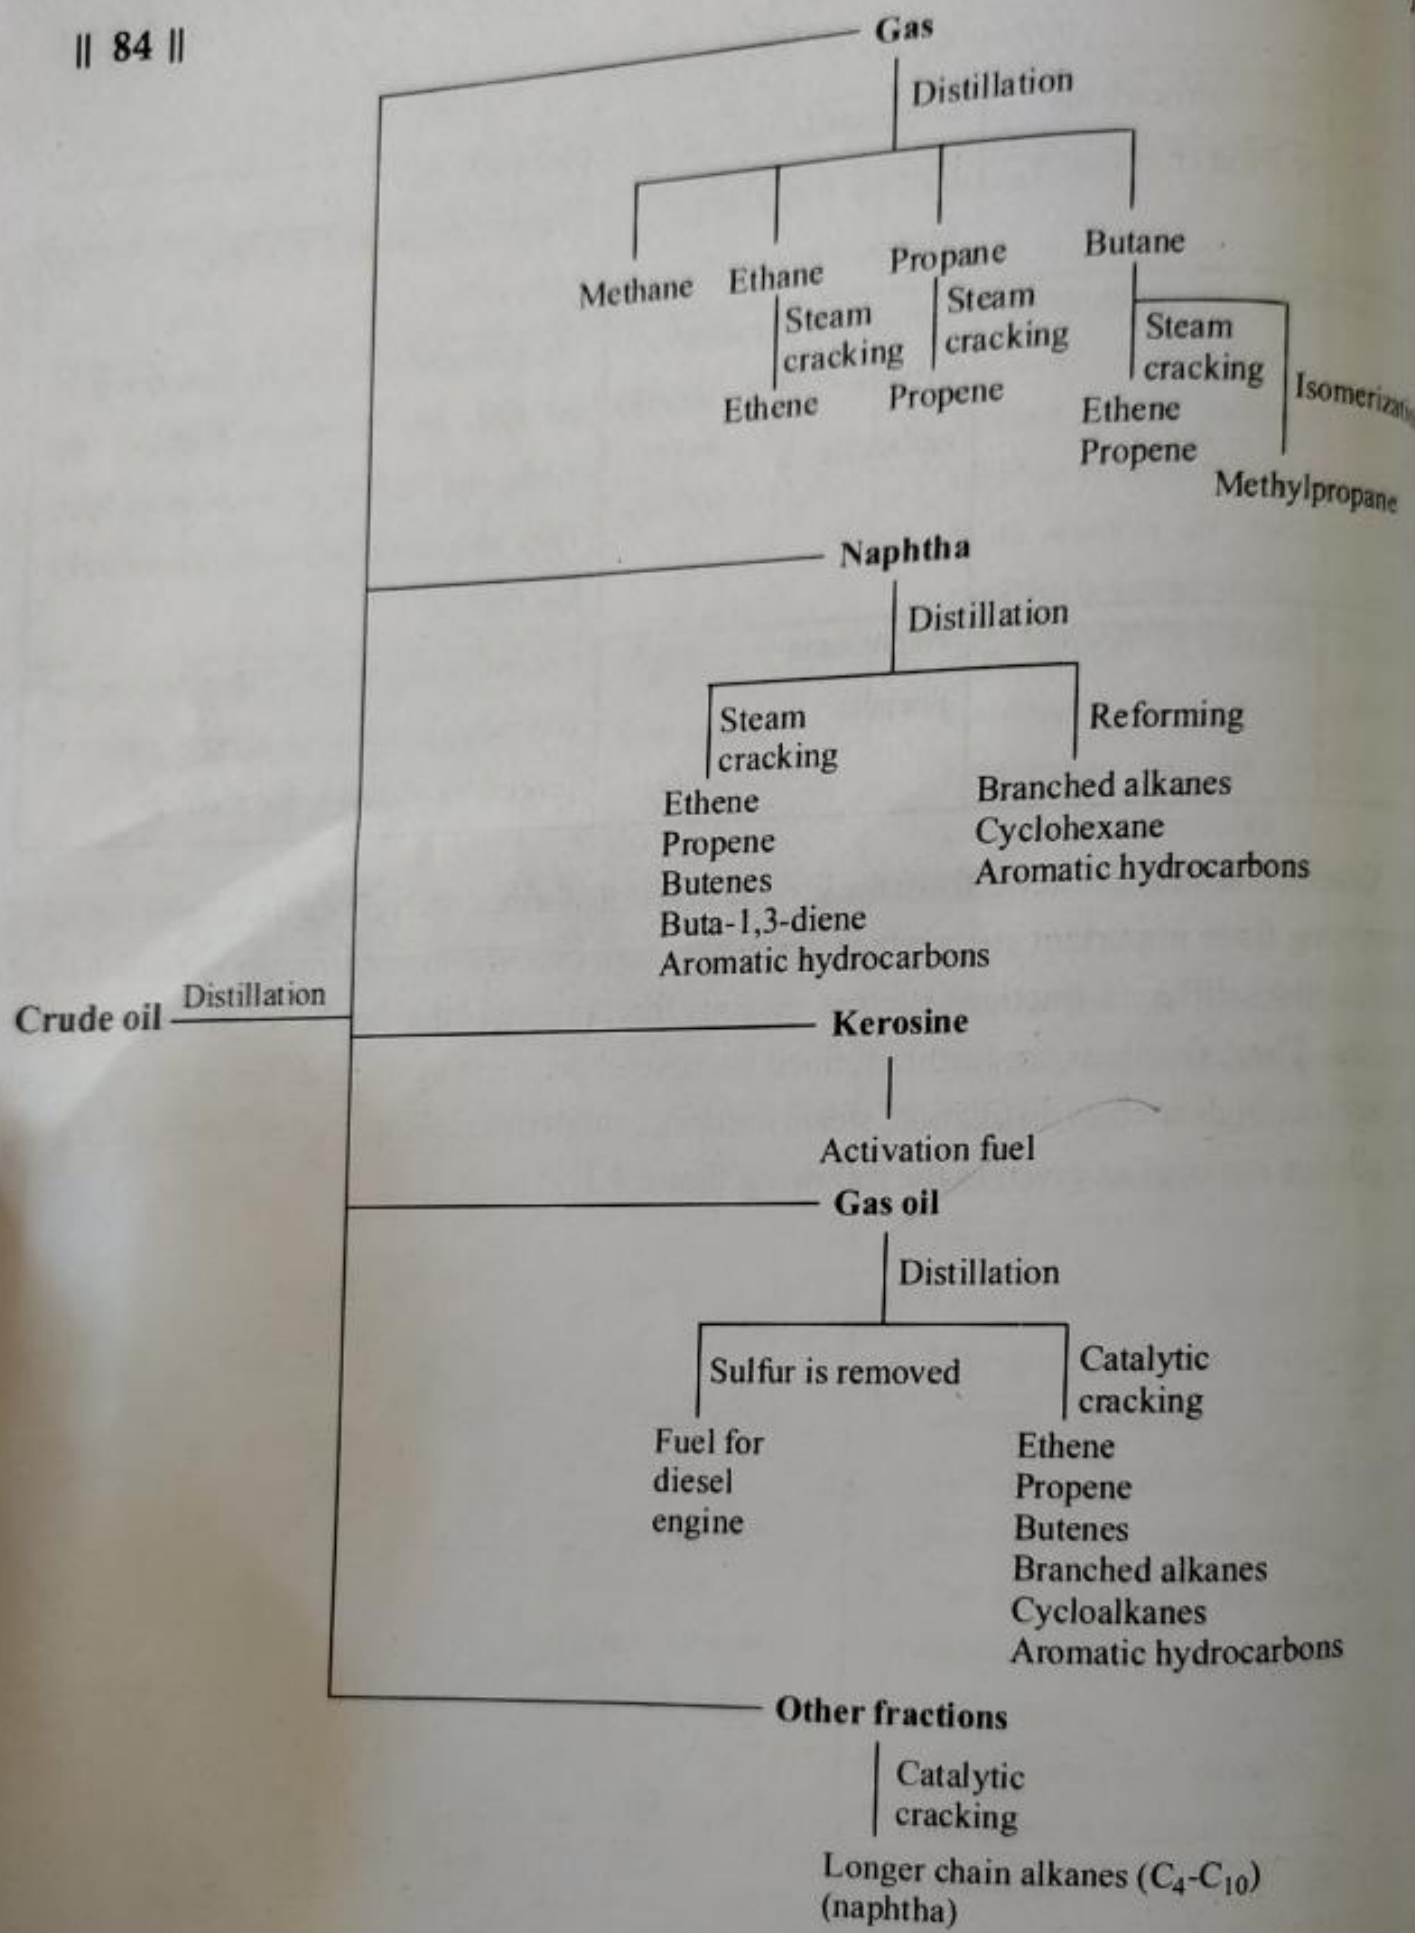 || 84 ||
Gas
Distillation
Methane Ethane Propane Butane
Steam
cracking
Ethene
Steam
cracking
Propene
Steam
cracking
Ethene
Propene
Methylpropane
Naphtha
Distillation
Steam
cracking
Ethene
Propene
Butenes
Buta-1,3-diene
Aromatic hydrocarbons
Reforming
Branched alkanes
Cyclohexane
Aromatic hydrocarbons
Crude oil Distillation
Kerosine
Activation fuel
Gas oil
Distillation
Sulfur is removed
Fuel for
diesel
engine
Catalytic
cracking
Ethene
Propene
Butenes
Branched alkanes
Cycloalkanes
Aromatic hydrocarbons
Other fractions
Catalytic
cracking
Longer chain alkanes (C₄-C₁₀)
(naphtha)